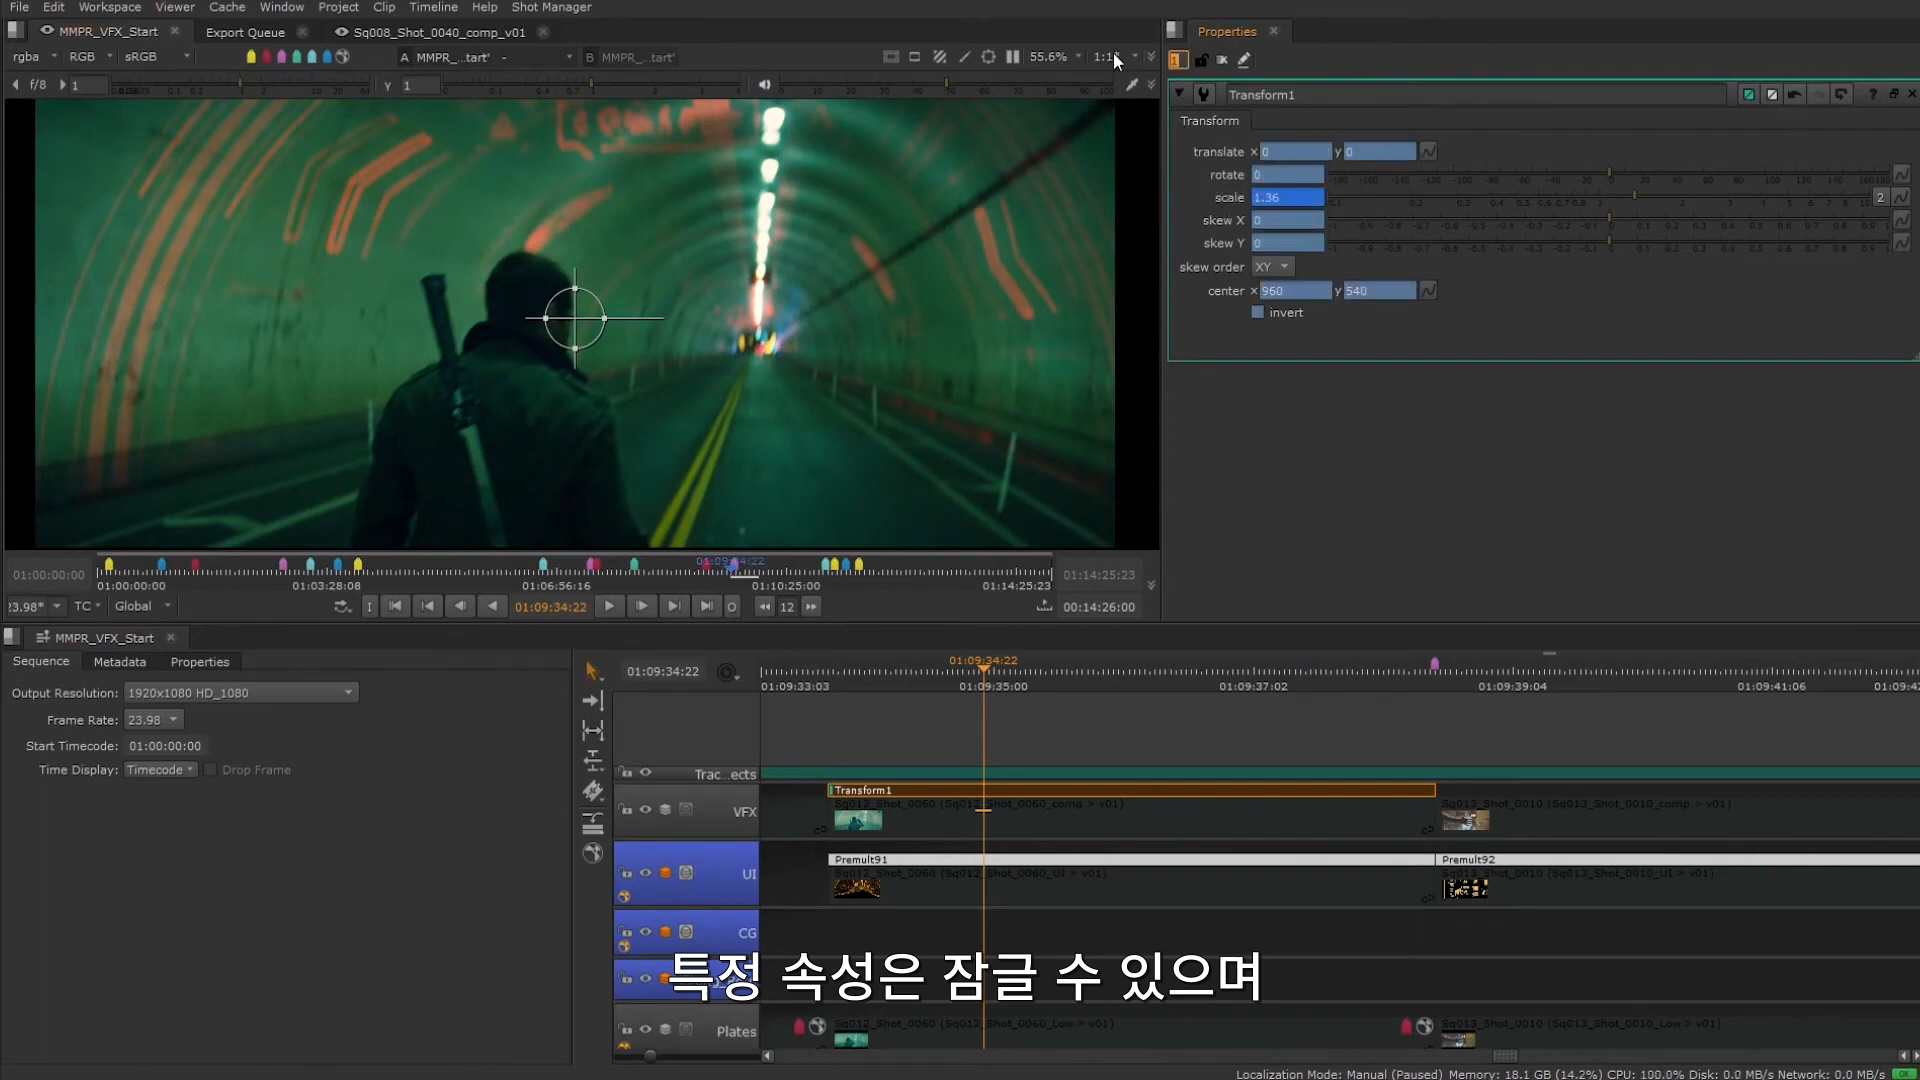 File Edit Workspace Viewer Cache Window Project Clip Timeline Help Shot Manager
MMPR_VFX_Start Export Queue Sq008_Shot_0040_comp_v01
rgba RGB sRGB A MMPR_...tart' - B MMPR_...tart' 55.6% 1:1
f/8 1 y 1
Properties
Transform1
Transform
translate x 0 y 0
rotate 0
scale 1.36 2
skew X 0
skew Y 0
skew order XY
center x 960 y 540
invert
01:00:00:00 01:09:34:22 01:14:25:23
01:00:00:00 01:03:28:08 01:06:56:16 01:10:25:00 01:14:25:23
23.98* TC Global I 01:09:34:22 O 12 00:14:26:00
MMPR_VFX_Start
Sequence Metadata Properties
Output Resolution: 1920x1080 HD_1080
Frame Rate: 23.98
Start Timecode: 01:00:00:00
Time Display: Timecode Drop Frame
01:09:34:22 01:09:34:22
01:09:33:03 01:09:35:00 01:09:37:02 01:09:39:04 01:09:41:06
Trac...ects
Transform1
VFX Sq012_Shot_0060 (Sq012_Shot_0060_comp > v01) Sq013_Shot_0010 (Sq013_Shot_0010_comp > v01)
Premult91 Premult92
UI Sq012_Shot_0060 (Sq012_Shot_0060_UI > v01) Sq013_Shot_0010 (Sq013_Shot_0010_UI > v01)
CG
특정 속성은 잠글 수 있으며
Plates Sq012_Shot_0060 (Sq012_Shot_0060_Law > v01) Sq013_Shot_0010 (Sq013_Shot_0010_Law > v01)
Localization Mode: Manual (Paused) Memory: 18.1 GB (14.2%) CPU: 100.0% Disk: 0.0 MB/s Network: 0.0 MB/s